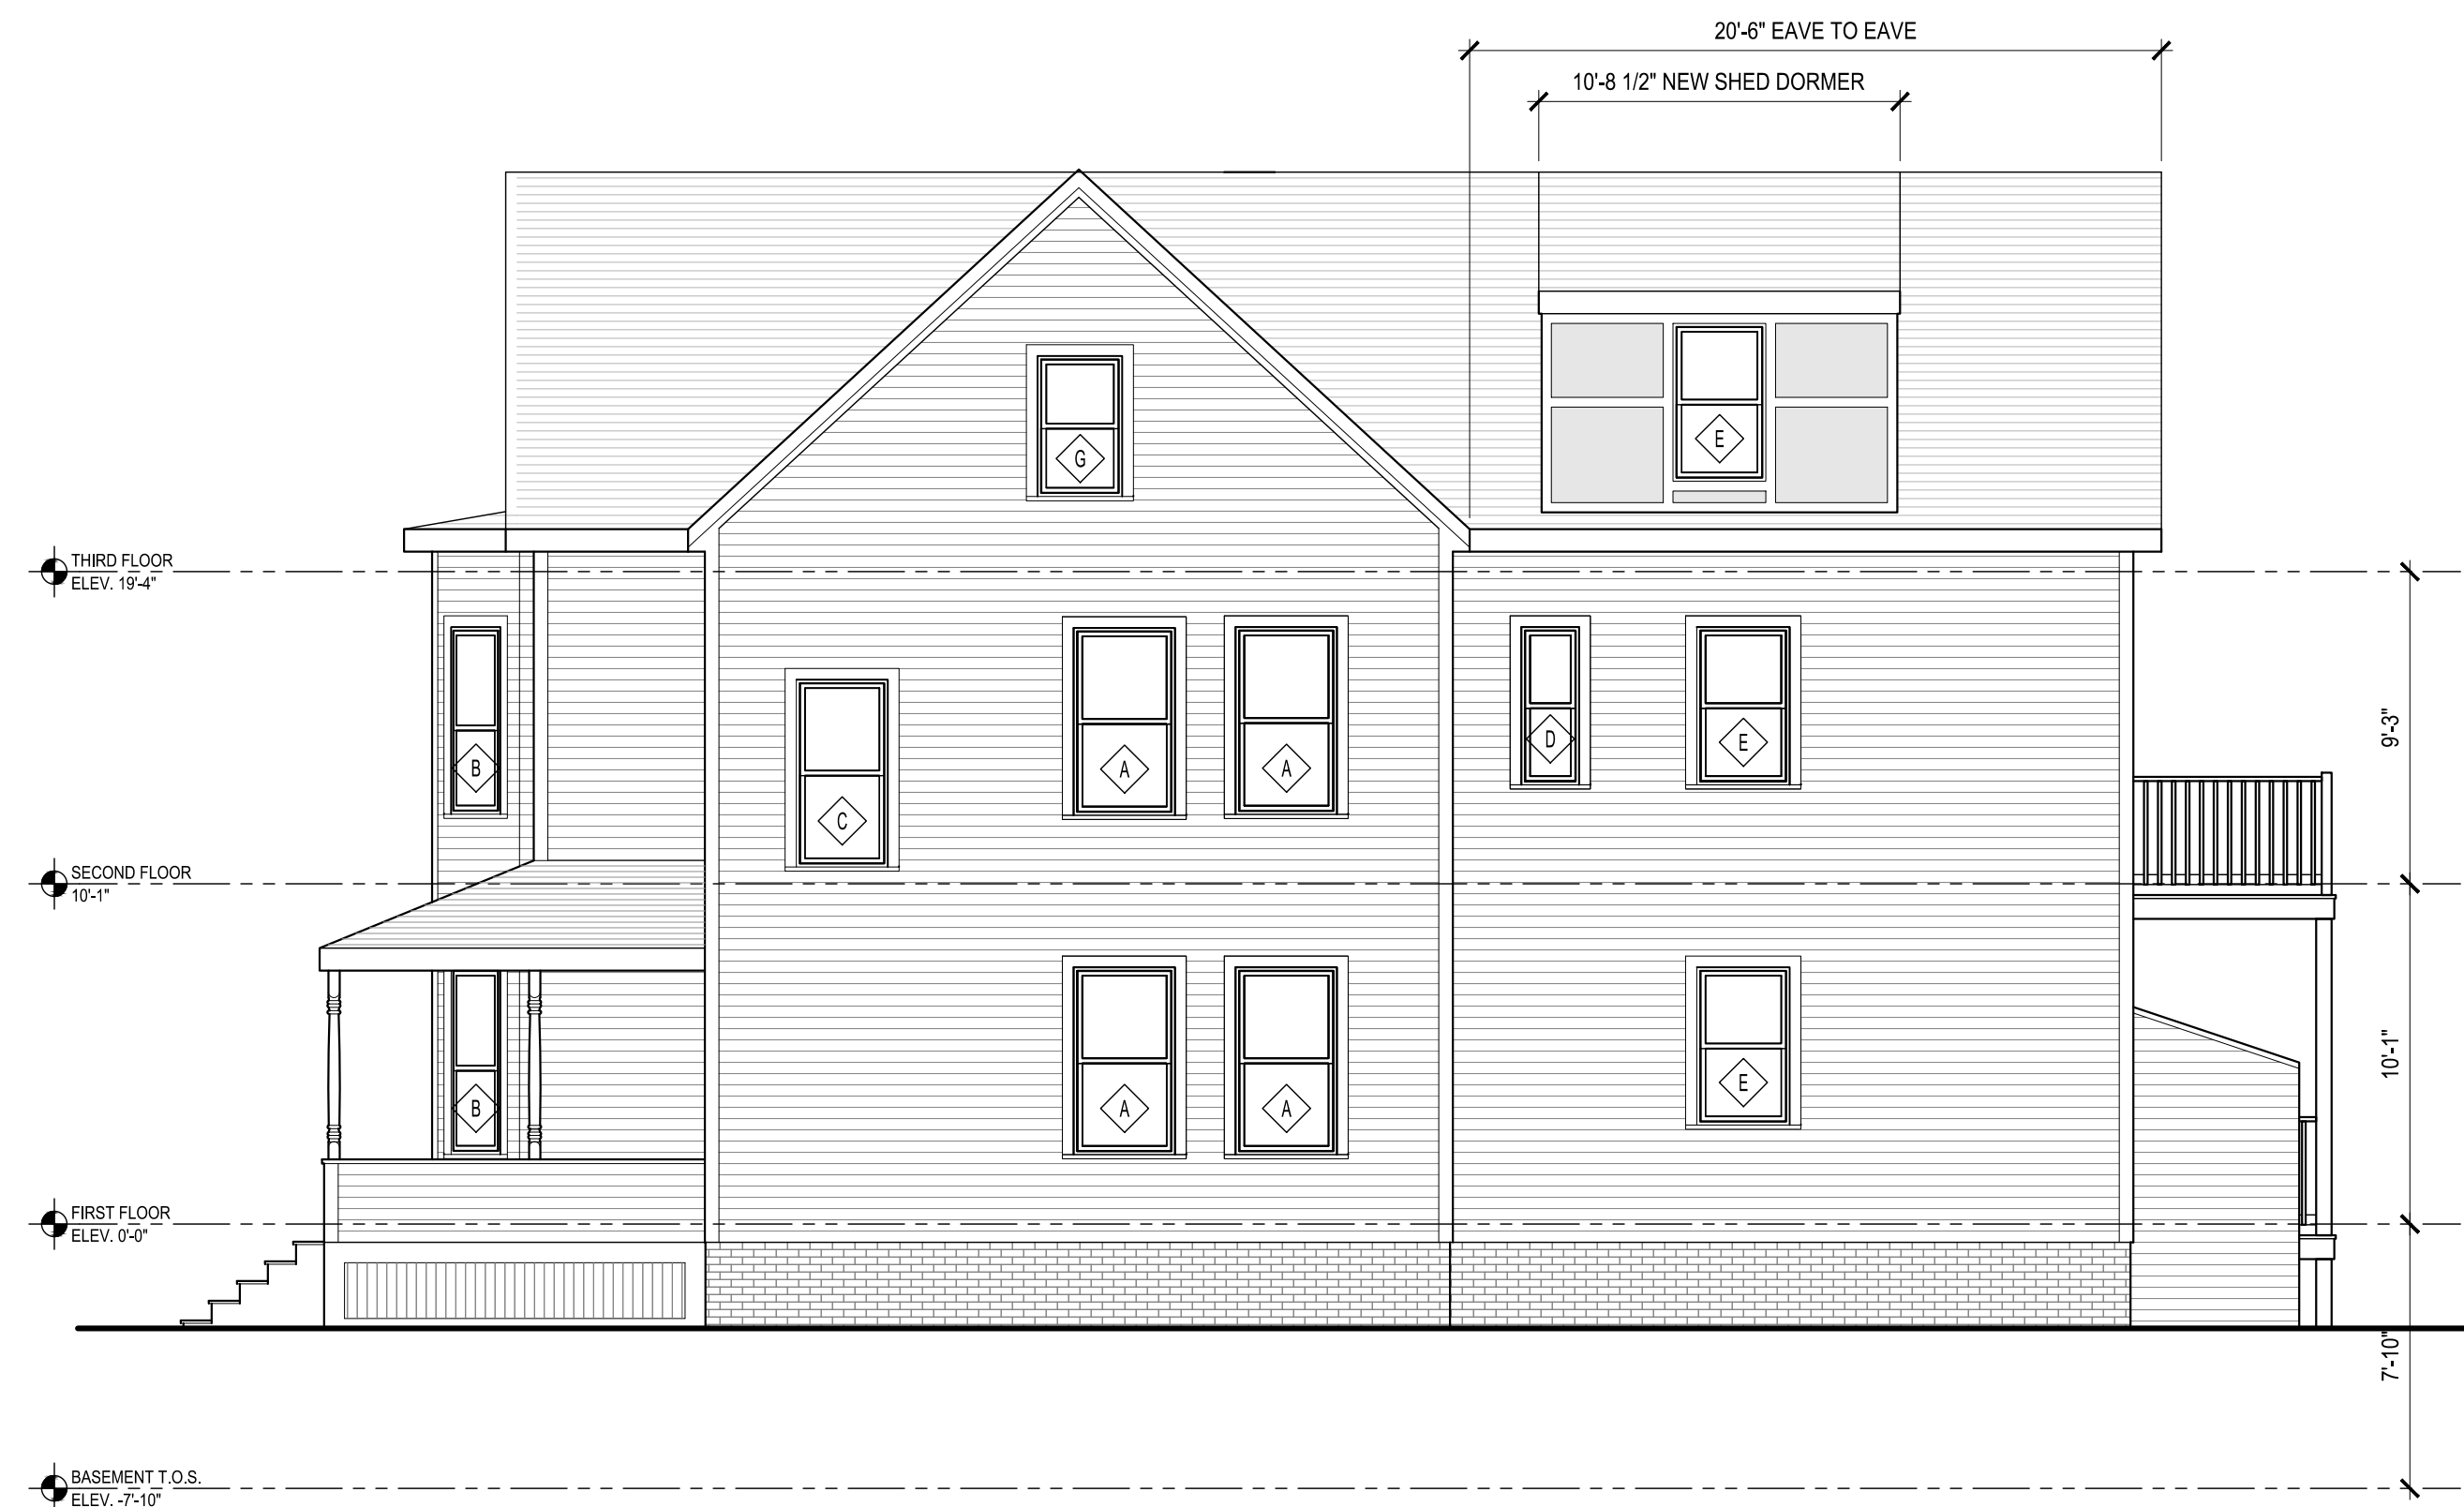 20'-6" EAVE TO EAVE
10'-8 1/2" NEW SHED DORMER
E
G
THIRD FLOOR
ELEV. 19'-4"
9'-3"
B
C
A
A
D
E
SECOND FLOOR
10'-1"
10'-1"
B
A
A
E
FIRST FLOOR
ELEV. 0'-0"
7'-10"
BASEMENT T.O.S.
ELEV. -7'-10"